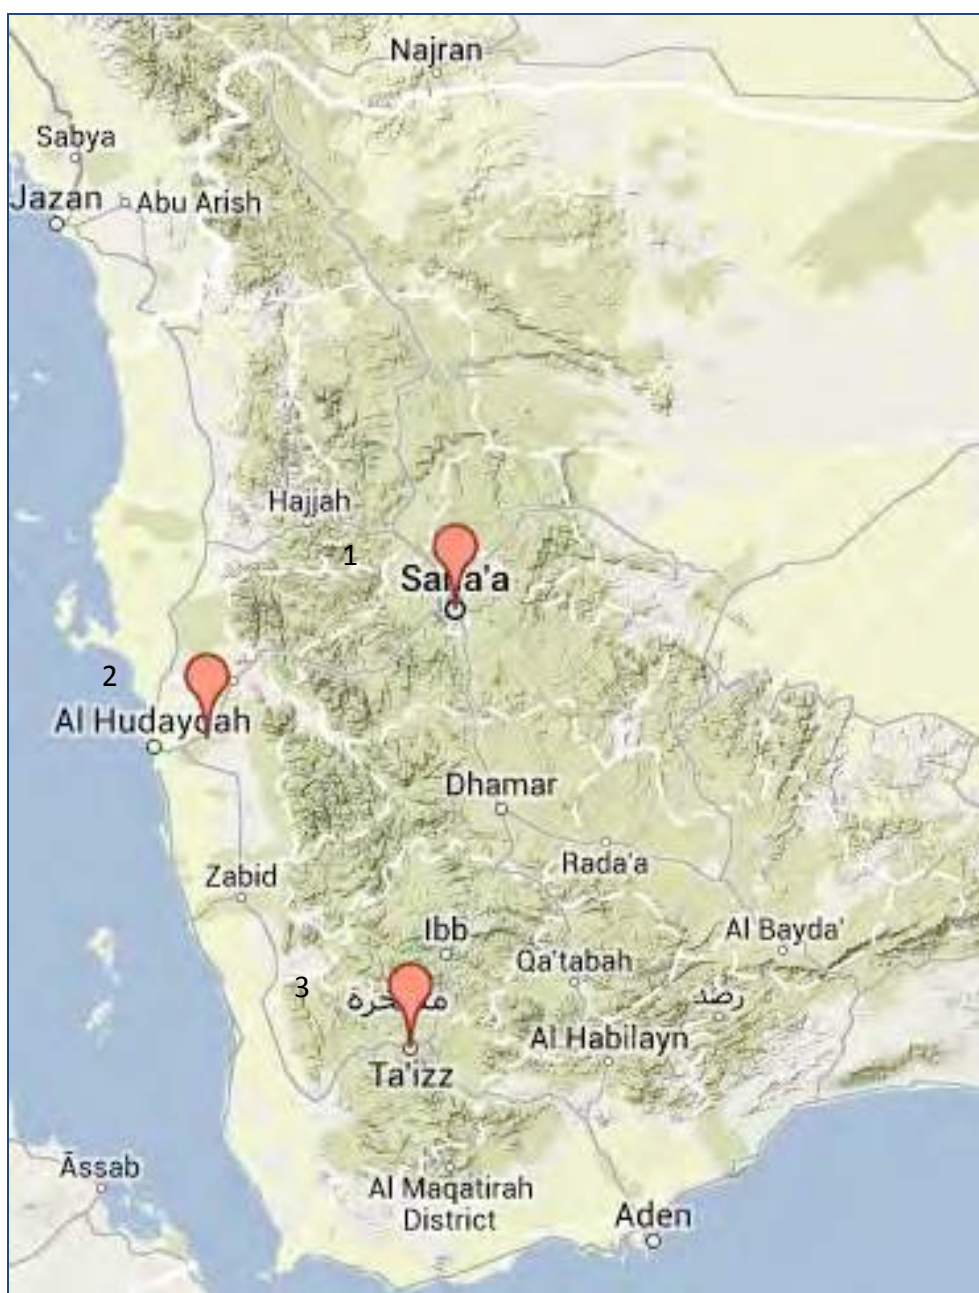 Najran
Sabya
Jazan
Abu Arish
Hajjah
1
Sana'a
2
Al Hudaydah
Dhamar
Rada'a
Zabid
Ibb
Al Bayda'
Qa'tabah
3
رضد
Al Habilayn
Ta'izz
Āssab
Al Maqatirah
District
Aden